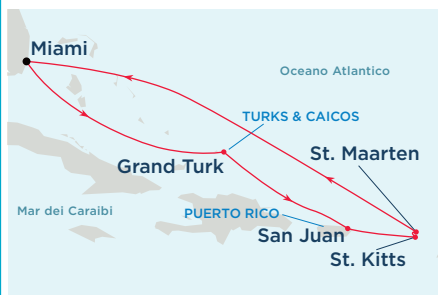 Miami
Oceano Atlantico
TURKS & CAICOS
Grand Turk
St. Maarten
Mar dei Caraibi
PUERTO RICO
San Juan
St. Kitts